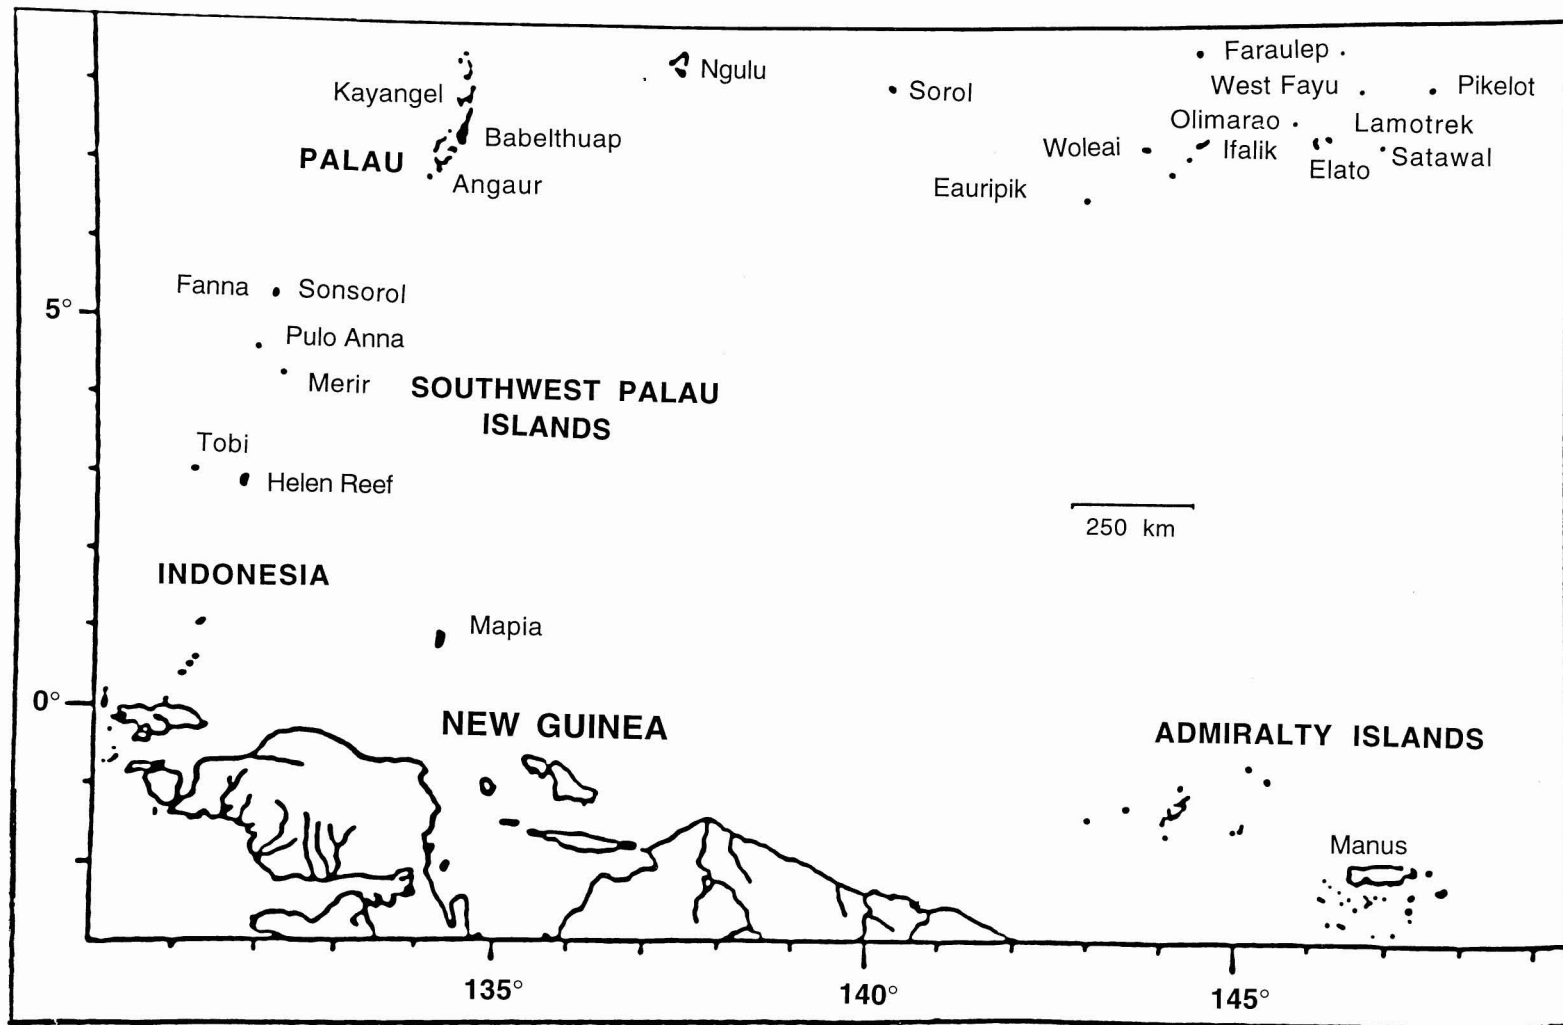 Faraulep
Kayangel
Ngulu
Sorol
West Fayu
Pikelot
Babelthuap
Olimarao
Lamotrek
PALAU
Woleai
Ifalik
Satawal
Angaur
Elato
Eauripik
Fanna
Sonsorol
5°
Pulo Anna
Merir
SOUTHWEST PALAU
ISLANDS
Tobi
Helen Reef
250 km
INDONESIA
Mapia
0°
NEW GUINEA
ADMIRALTY ISLANDS
Manus
135°
140°
145°